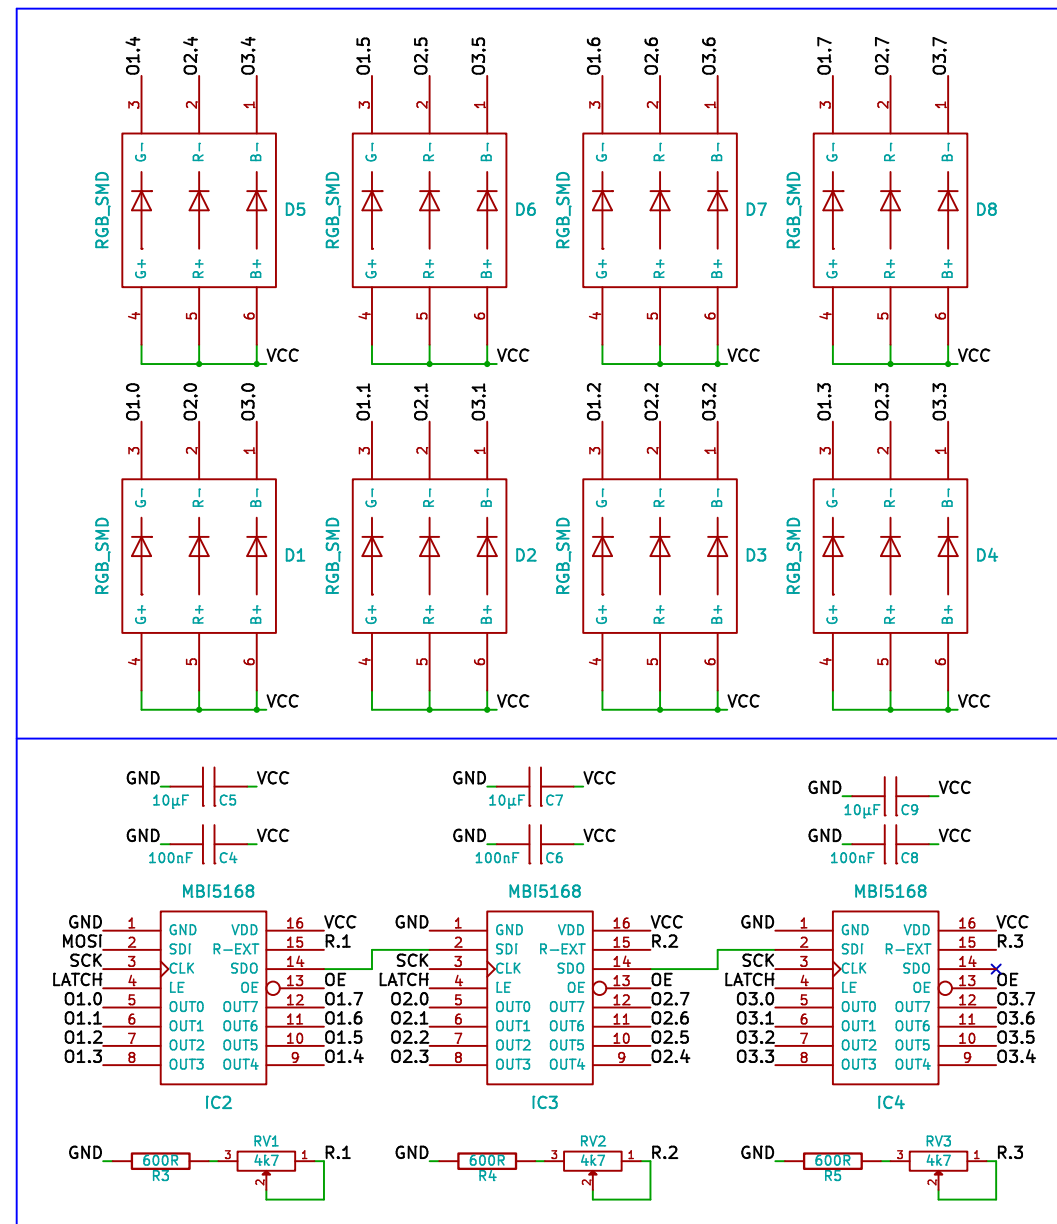 O1.4 O2.4 O3.4 O1.5 O2.5 O3.5 O1.6 O2.6 O3.6 O1.7 O2.7 O3.7
3 2 1 3 2 1 3 2 1 3 2 1
G- R- B- G- R- B- G- R- B- G- R- B-
RGB_SMD D5 RGB_SMD D6 RGB_SMD D7 RGB_SMD D8
G+ R+ B+ G+ R+ B+ G+ R+ B+ G+ R+ B+
4 5 6 4 5 6 4 5 6 4 5 6
VCC VCC VCC VCC
O1.0 O2.0 O3.0 O1.1 O2.1 O3.1 O1.2 O2.2 O3.2 O1.3 O2.3 O3.3
3 2 1 3 2 1 3 2 1 3 2 1
G- R- B- G- R- B- G- R- B- G- R- B-
RGB_SMD D1 RGB_SMD D2 RGB_SMD D3 RGB_SMD D4
G+ R+ B+ G+ R+ B+ G+ R+ B+ G+ R+ B+
4 5 6 4 5 6 4 5 6 4 5 6
VCC VCC VCC VCC
GND VCC GND VCC GND VCC
10µF C5 10µF C7 10µF C9
GND VCC GND VCC GND VCC
100nF C4 100nF C6 100nF C8
MBI5168 MBI5168 MBI5168
GND 1 GND VDD 16 VCC GND 1 GND VDD 16 VCC GND 1 GND VDD 16 VCC
MOSI 2 SDI R-EXT 15 R.1 2 SDI R-EXT 15 R.2 2 SDI R-EXT 15 R.3
SCK 3 CLK SDO 14 SCK 3 CLK SDO 14 SCK 3 CLK SDO 14
LATCH 4 LE OE 13 OE LATCH 4 LE OE 13 OE LATCH 4 LE OE 13 OE
O1.0 5 OUT0 OUT7 12 O1.7 O2.0 5 OUT0 OUT7 12 O2.7 O3.0 5 OUT0 OUT7 12 O3.7
O1.1 6 OUT1 OUT6 11 O1.6 O2.1 6 OUT1 OUT6 11 O2.6 O3.1 6 OUT1 OUT6 11 O3.6
O1.2 7 OUT2 OUT5 10 O1.5 O2.2 7 OUT2 OUT5 10 O2.5 O3.2 7 OUT2 OUT5 10 O3.5
O1.3 8 OUT3 OUT4 9 O1.4 O2.3 8 OUT3 OUT4 9 O2.4 O3.3 8 OUT3 OUT4 9 O3.4
IC2 IC3 IC4
RV1 RV2 RV3
GND 600R 3 4k7 1 R.1 GND 600R 3 4k7 1 R.2 GND 600R 3 4k7 1 R.3
R3 2 R4 2 R5 2